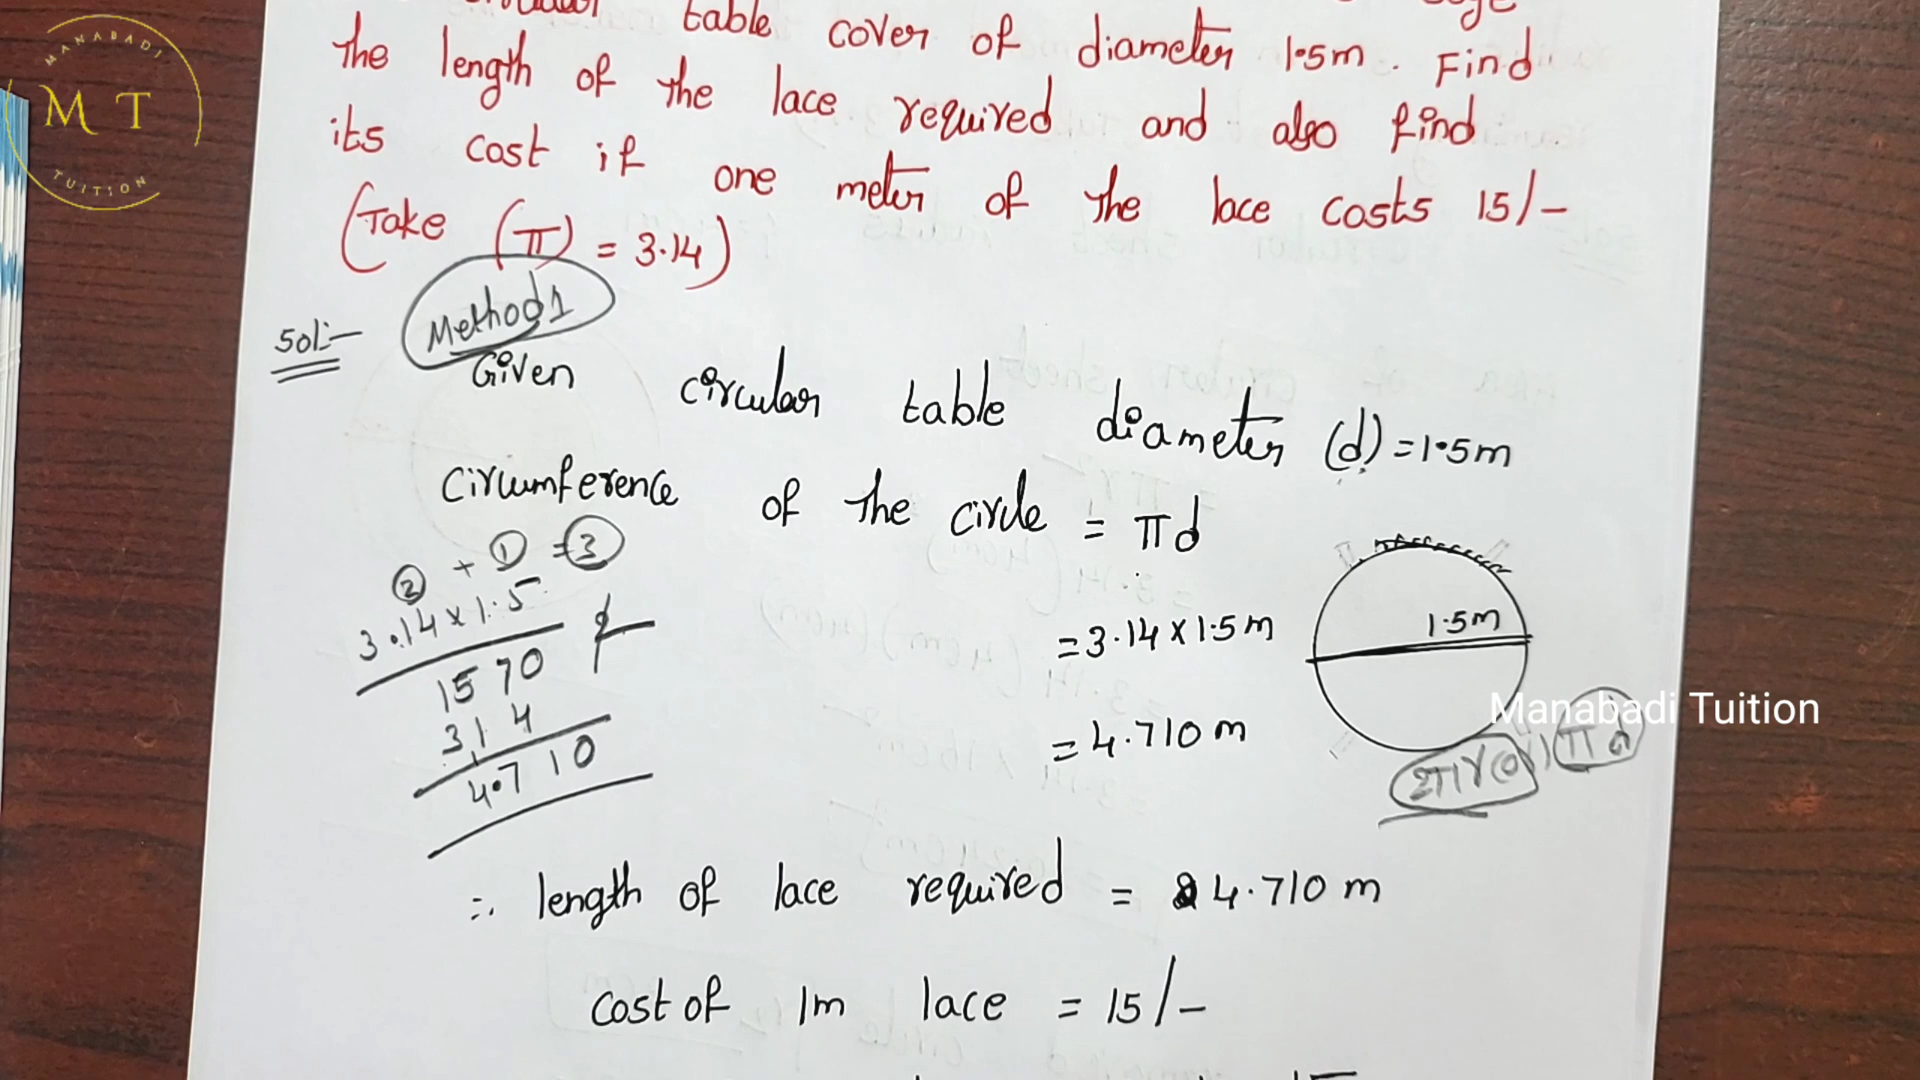 MANABADI
M T
TUITION
table cover of diameter 1.5m. Find
the length of the lace required and also find
its cost if one meter of the lace costs 15/-
(Take (π) = 3.14)
Sol:-
Method 1
Given circular table diameter (d) = 1.5m
Circumference of the circle = πd
2 + 1 = 3
3.14 x 1.5
1570
314
4.710
= 3.14 x 1.5 m
= 4.710 m
1.5m
Manabadi Tuition
2πr (or) πd
∴ length of lace required = 4.710 m
cost of 1m lace = 15/-